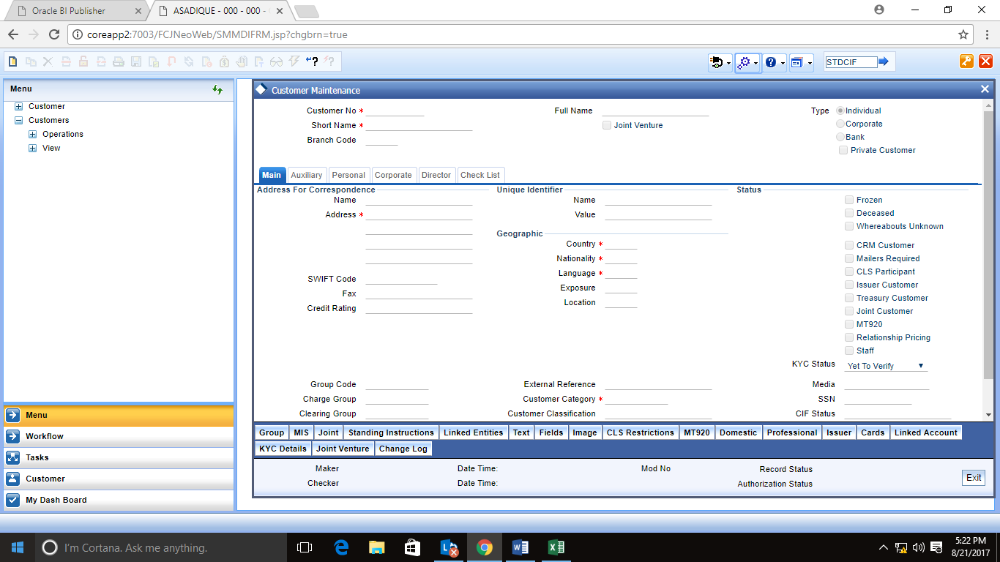 Oracle BI Publisher
ASADIQUE - 000 - 000 -
coreapp2:7003/FCJNeoWeb/SMMDIFRM.jsp?chgbrn=true
STDCIF
Menu
Customer
Customers
Operations
View
Menu
Workflow
Tasks
Customer
My Dash Board
Customer Maintenance
Customer No *
Full Name
Type
Individual
Short Name *
Joint Venture
Corporate
Branch Code
Bank
Private Customer
Main Auxiliary Personal Corporate Director Check List
Address For Correspondence
Name
Address *
SWIFT Code
Fax
Credit Rating
Unique Identifier
Name
Value
Geographic
Country *
Nationality *
Language *
Exposure
Location
Status
Frozen
Deceased
Whereabouts Unknown
CRM Customer
Mailers Required
CLS Participant
Issuer Customer
Treasury Customer
Joint Customer
MT920
Relationship Pricing
Staff
KYC Status Yet To Verify
Group Code
External Reference
Media
Charge Group
Customer Category *
SSN
Clearing Group
Customer Classification
CIF Status
Group MIS Joint Standing Instructions Linked Entities Text Fields Image CLS Restrictions MT920 Domestic Professional Issuer Cards Linked Account
KYC Details Joint Venture Change Log
Maker Date Time: Mod No Record Status
Checker Date Time: Authorization Status
Exit
I'm Cortana. Ask me anything.
5:22 PM
8/21/2017